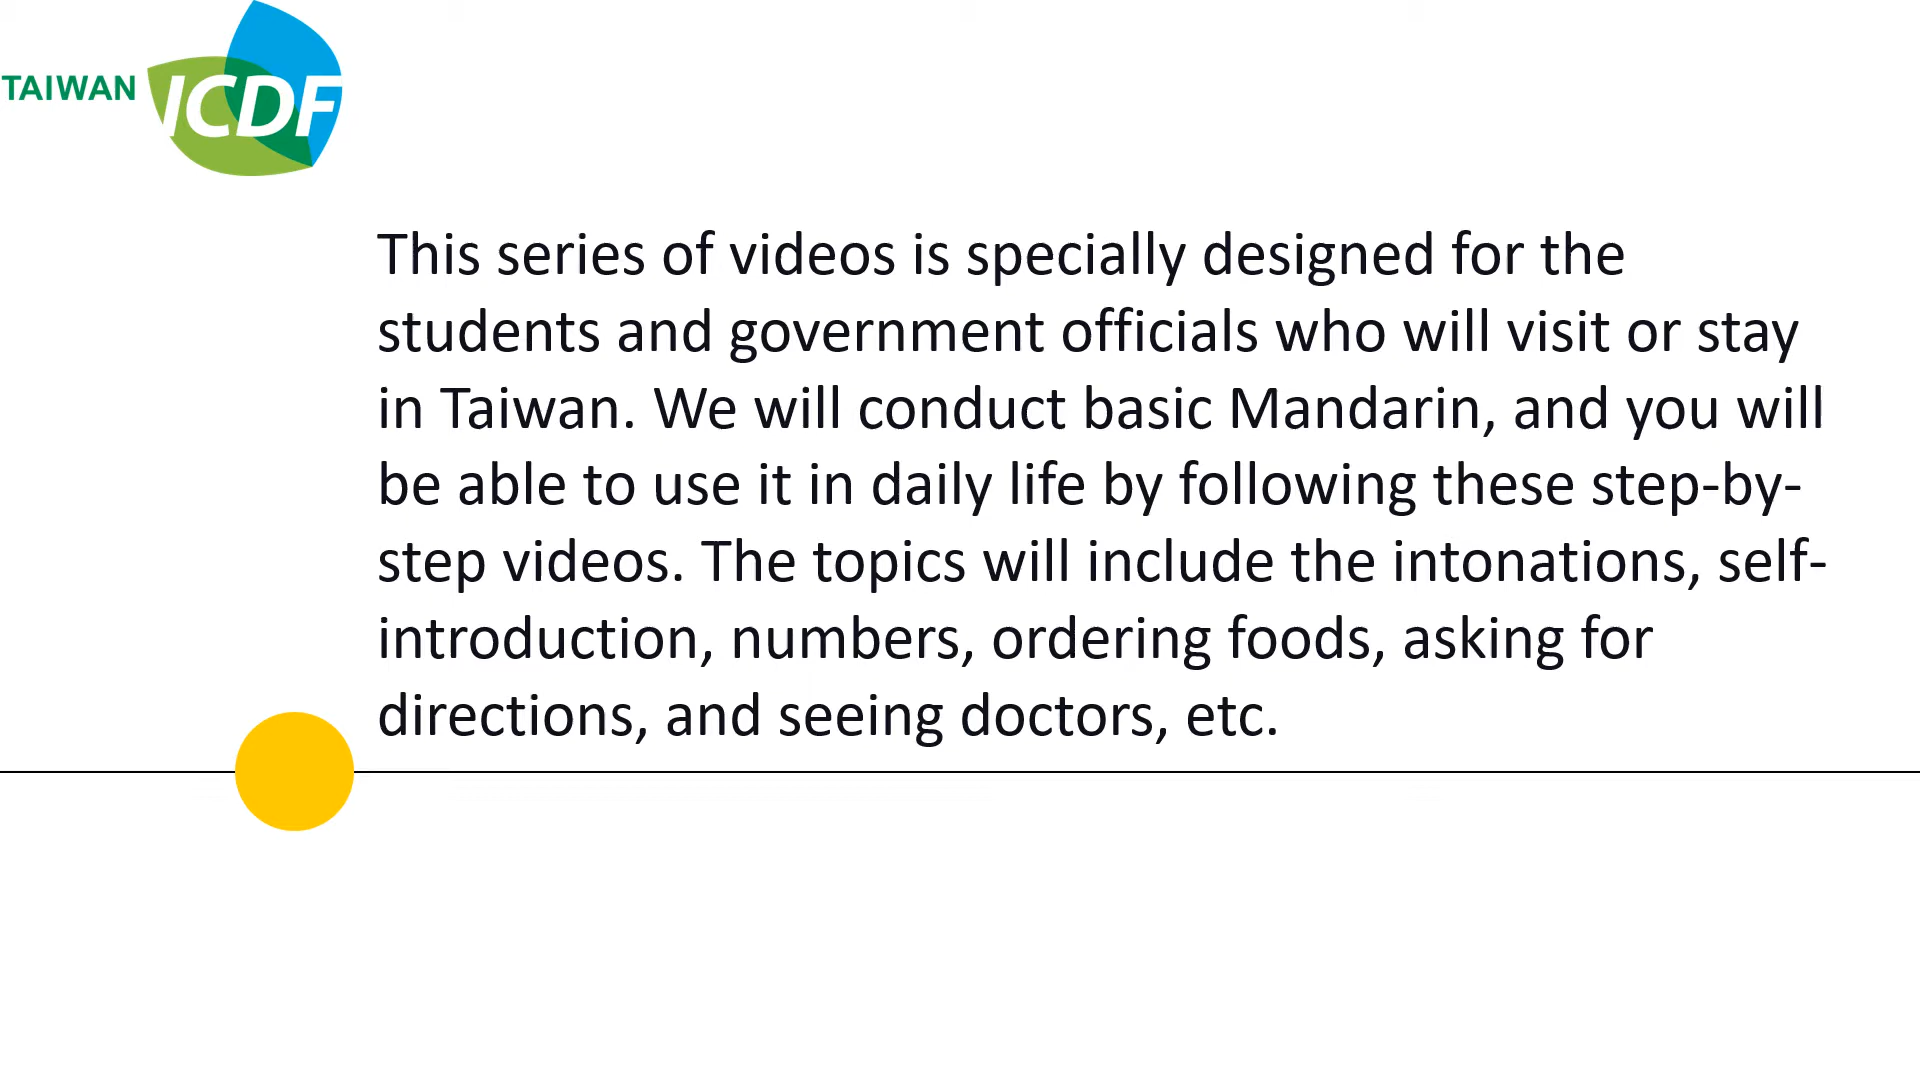 TAIWAN ICDF
This series of videos is specially designed for the
students and government officials who will visit or stay
in Taiwan. We will conduct basic Mandarin, and you will
be able to use it in daily life by following these step-by-
step videos. The topics will include the intonations, self-
introduction, numbers, ordering foods, asking for
directions, and seeing doctors, etc.